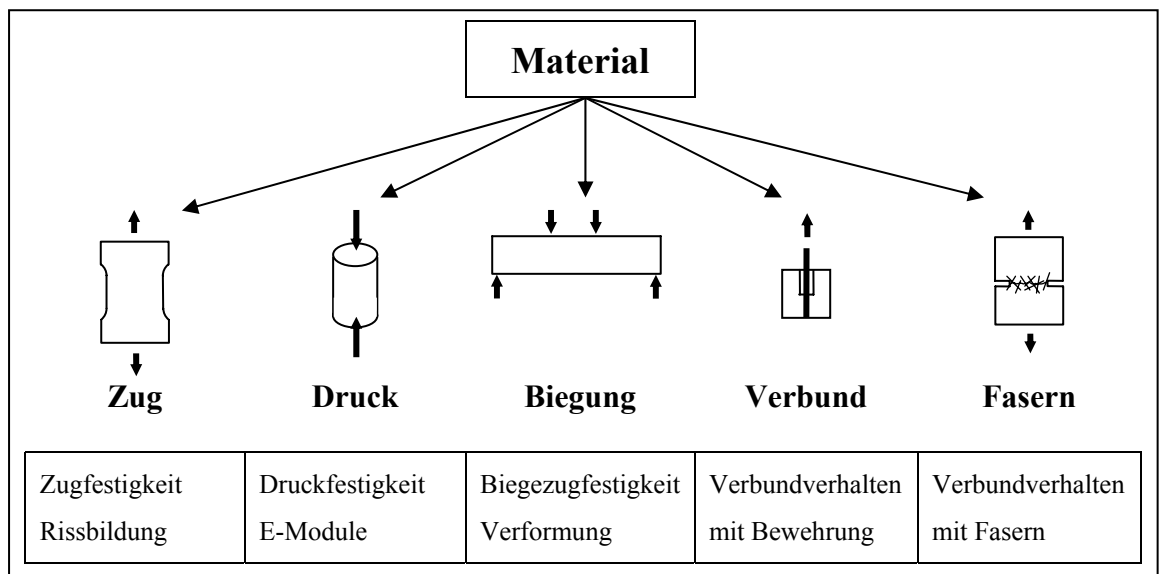 Material
Zug Druck Biegung Verbund Fasern
Zugfestigkeit
Rissbildung
Druckfestigkeit
E-Module
Biegezugfestigkeit
Verformung
Verbundverhalten
mit Bewehrung
Verbundverhalten
mit Fasern